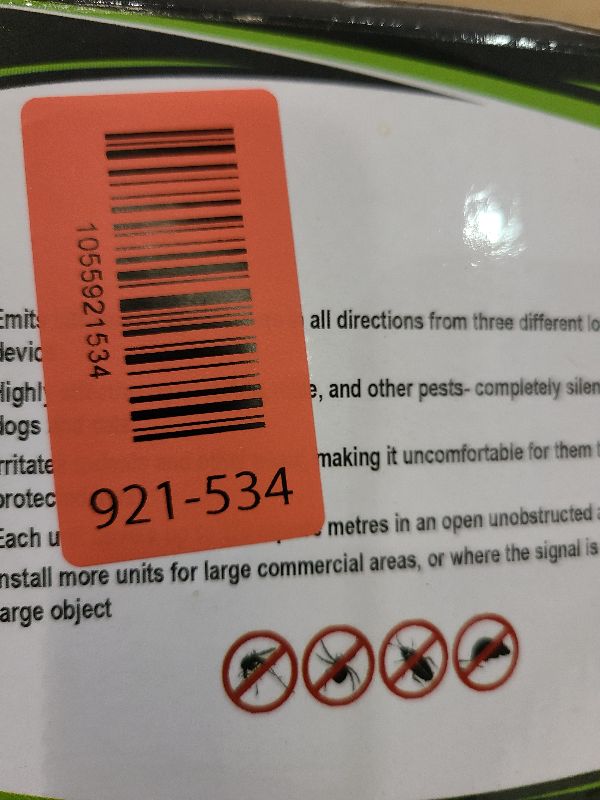 1055921534
921-534
Emits all directions from three different lo
devic
Highly e, and other pests- completely silen
dogs
rritate making it uncomfortable for them t
protec
Each u metres in an open unobstructed a
nstall more units for large commercial areas, or where the signal is
arge object